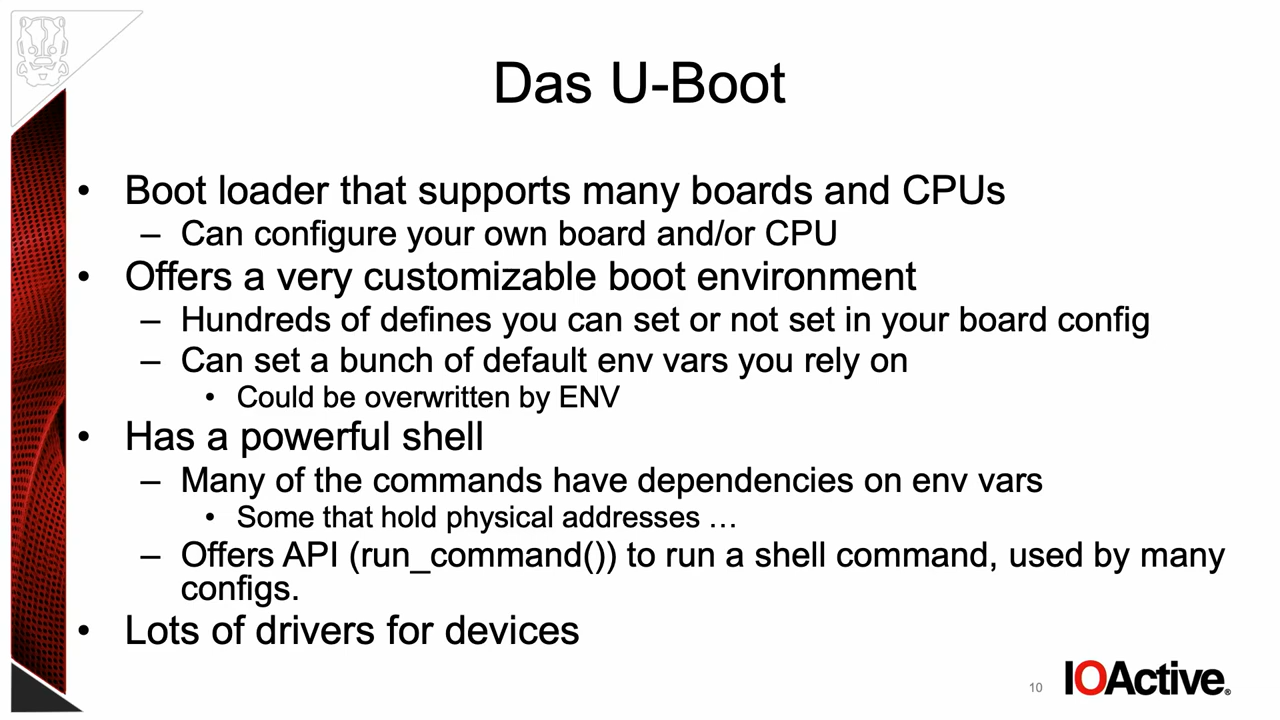 Das U-Boot
• Boot loader that supports many boards and CPUs
– Can configure your own board and/or CPU
• Offers a very customizable boot environment
– Hundreds of defines you can set or not set in your board config
– Can set a bunch of default env vars you rely on
• Could be overwritten by ENV
• Has a powerful shell
– Many of the commands have dependencies on env vars
• Some that hold physical addresses …
– Offers API (run_command()) to run a shell command, used by many
configs.
• Lots of drivers for devices
10
IOActive®